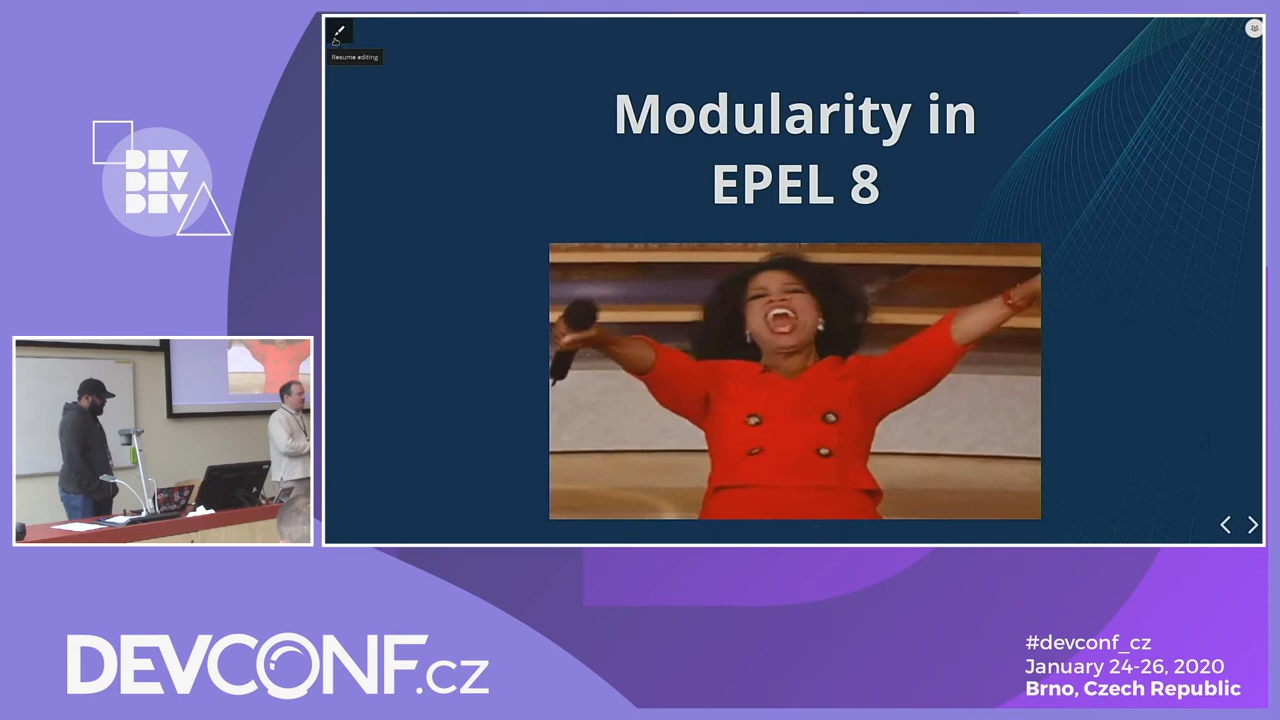 Resume editing
Modularity in
EPEL 8
DEV
DEV
DEV
DEVCONF.cz
#devconf_cz
January 24-26, 2020
Brno, Czech Republic